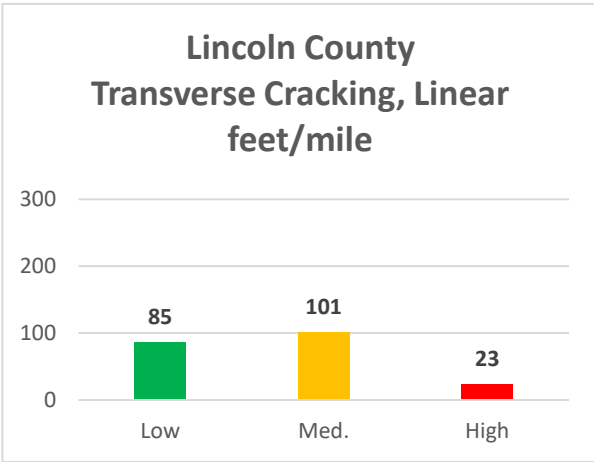 Lincoln County
Transverse Cracking, Linear
feet/mile
300
200
100
0
85
101
23
Low
Med.
High